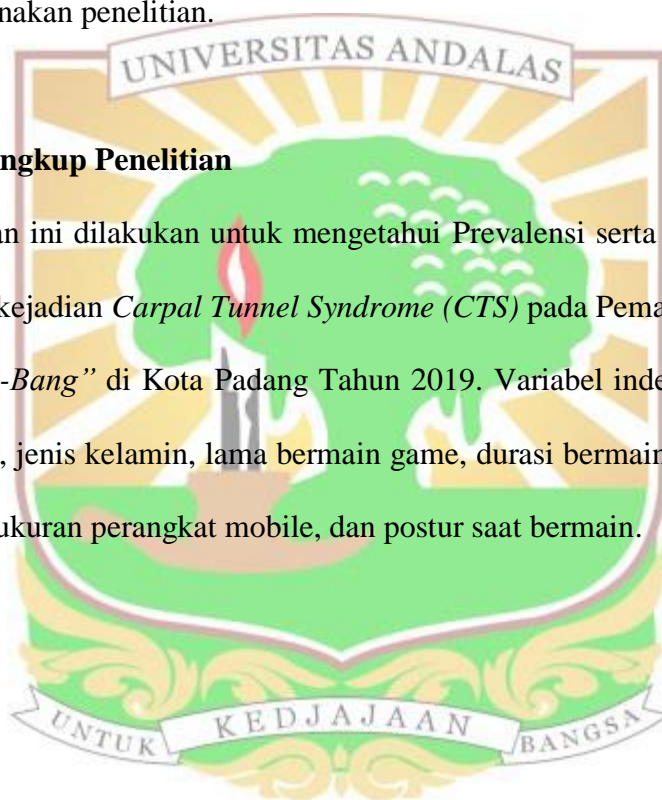 nakan penelitian.
UNIVERSITAS ANDALAS
ngkup Penelitian
an ini dilakukan untuk mengetahui Prevalensi serta
kejadian Carpal Tunnel Syndrome (CTS) pada Pema
-Bang” di Kota Padang Tahun 2019. Variabel inde
, jenis kelamin, lama bermain game, durasi bermain
ukuran perangkat mobile, dan postur saat bermain.
UNTUK KEDJAJAAN BANGSA